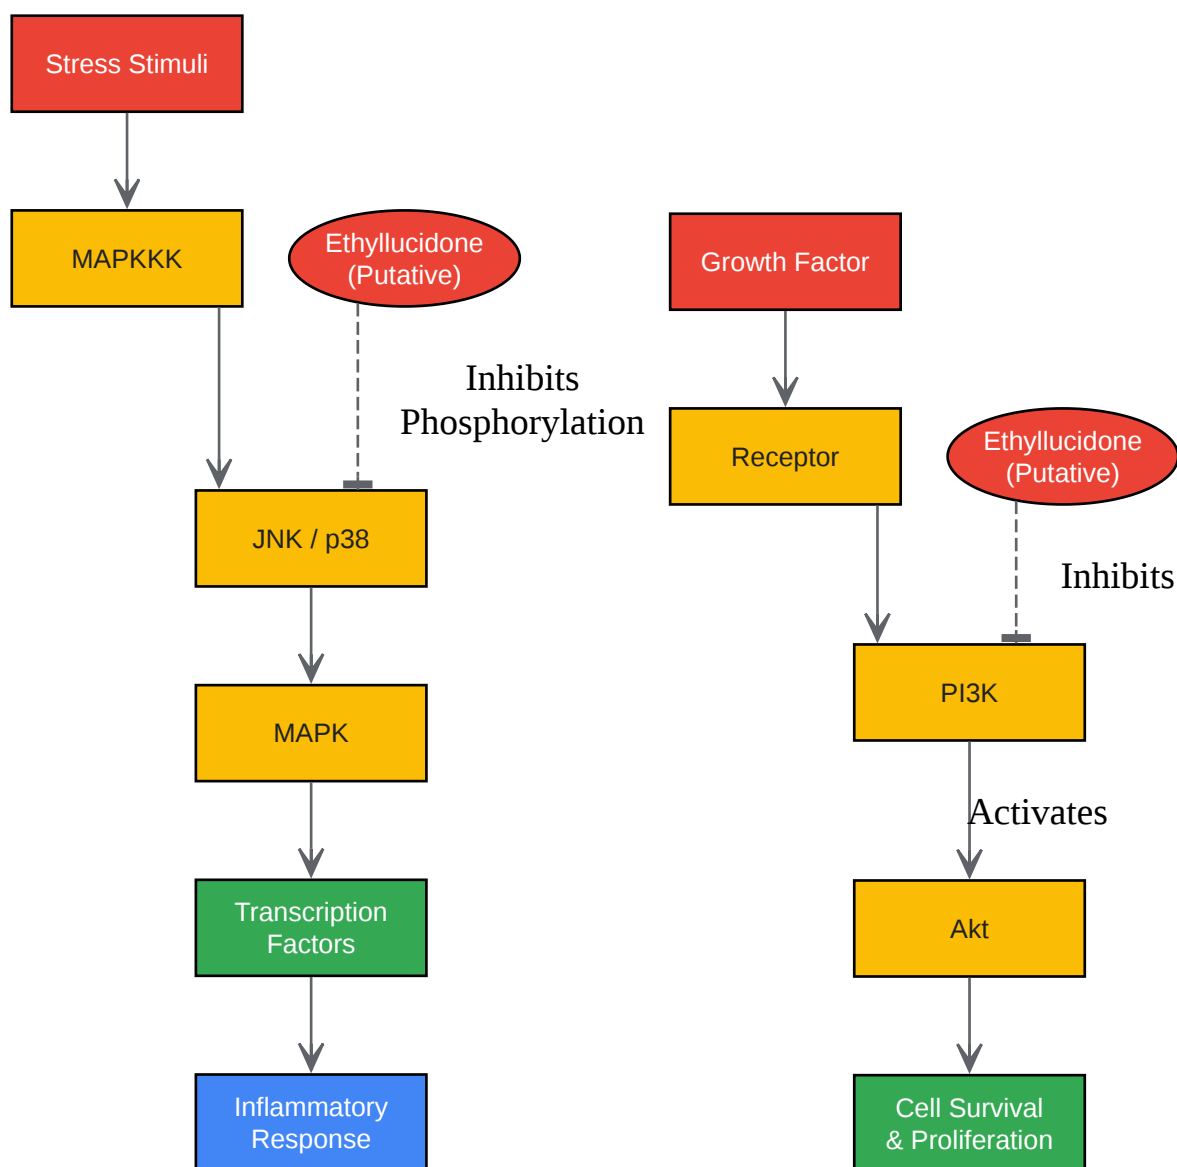 Stress Stimuli
MAPKKK
Ethyllucidone
(Putative)
Inhibits
Phosphorylation
JNK / p38
MAPK
Transcription
Factors
Inflammatory
Response
Growth Factor
Receptor
Ethyllucidone
(Putative)
Inhibits
PI3K
Activates
Akt
Cell Survival
& Proliferation